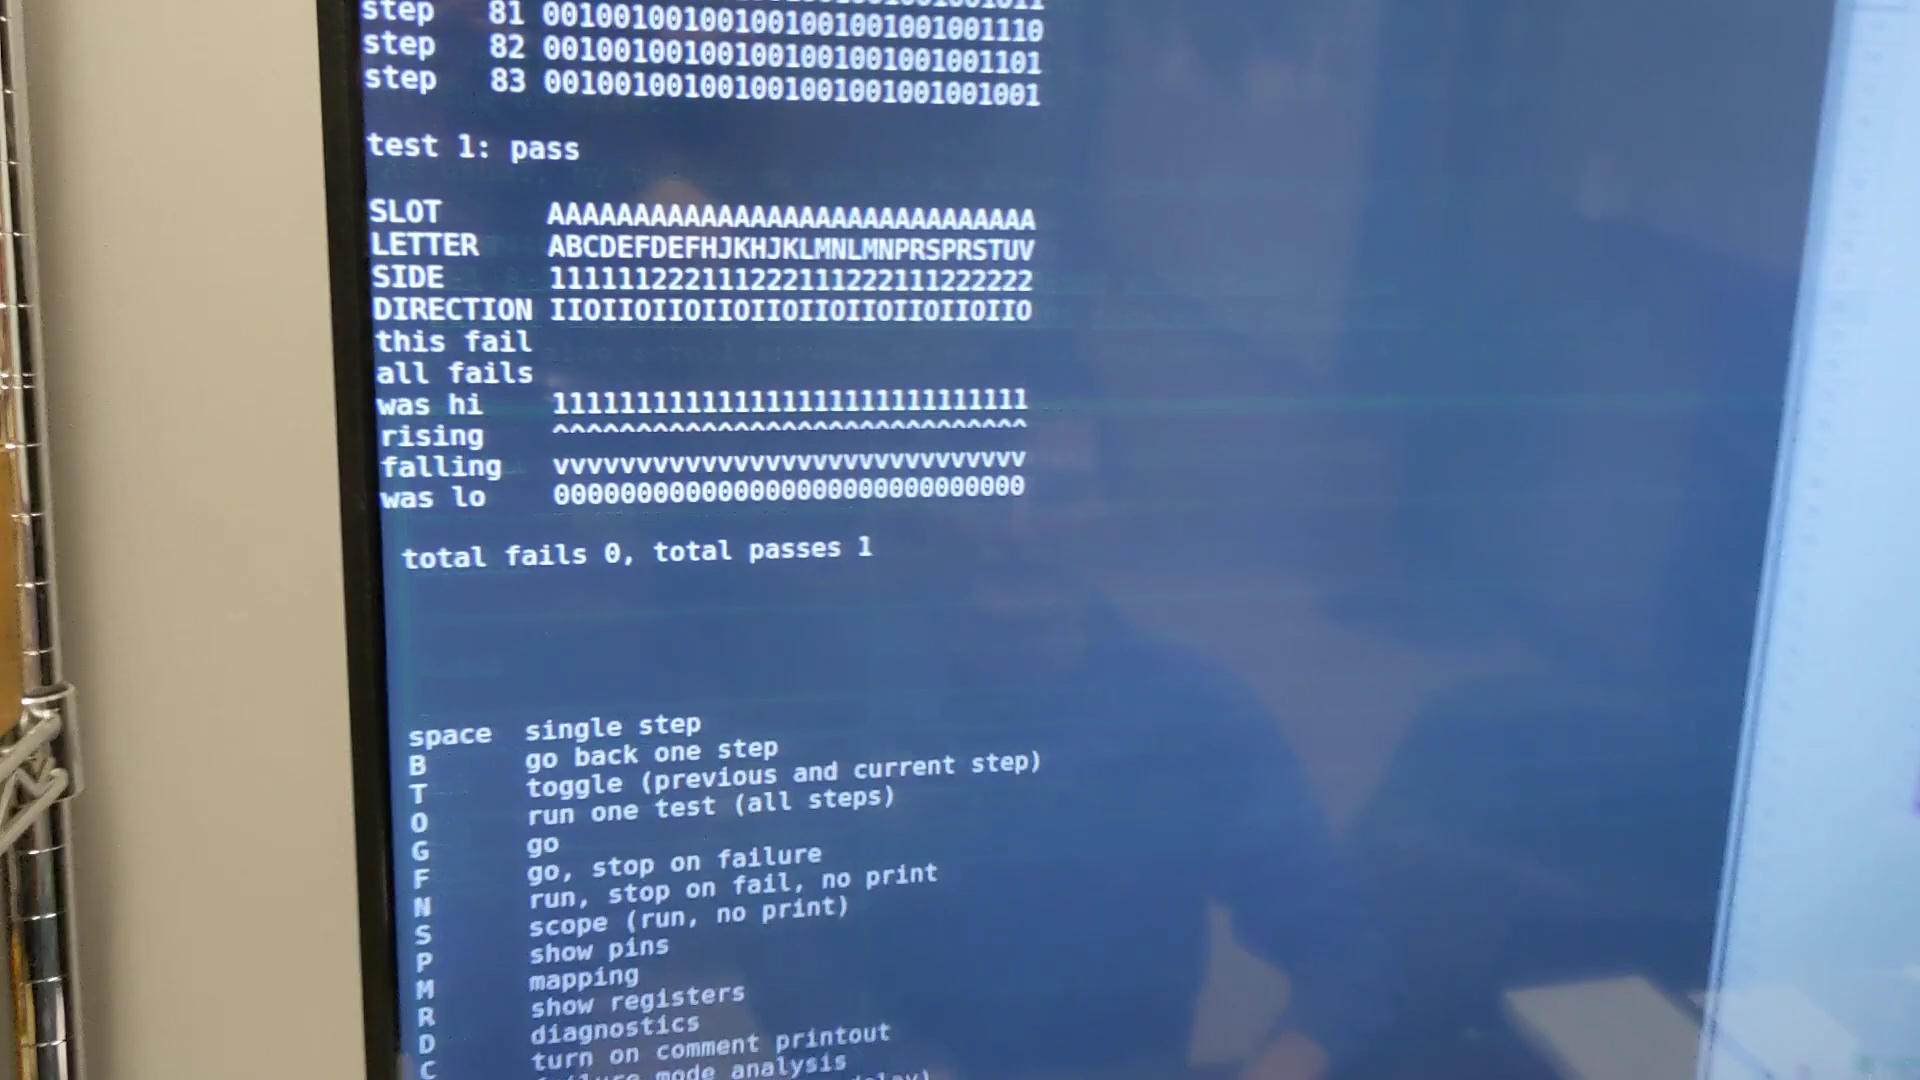 step 81 001001001001001001001001001110
step 82 001001001001001001001001001101
step 83 001001001001001001001001001001
test 1: pass
SLOT AAAAAAAAAAAAAAAAAAAAAAAAAAAAAA
LETTER ABCDEFDEFHJKHJKLMNLMNPRSPRSTUV
SIDE 111111222111222111222111222222
DIRECTION IIOIIOIIOIIOIIOIIOIIOIIOIIOIIO
this fail
all fails
was hi 111111111111111111111111111111
rising ^^^^^^^^^^^^^^^^^^^^^^^^^^^^^^
falling vvvvvvvvvvvvvvvvvvvvvvvvvvvvvv
was lo 000000000000000000000000000000
total fails 0, total passes 1
space single step
B go back one step
T toggle (previous and current step)
O run one test (all steps)
G go
F go, stop on failure
N run, stop on fail, no print
S scope (run, no print)
P show pins
M mapping
R show registers
D diagnostics
C turn on comment printout
mode analysis